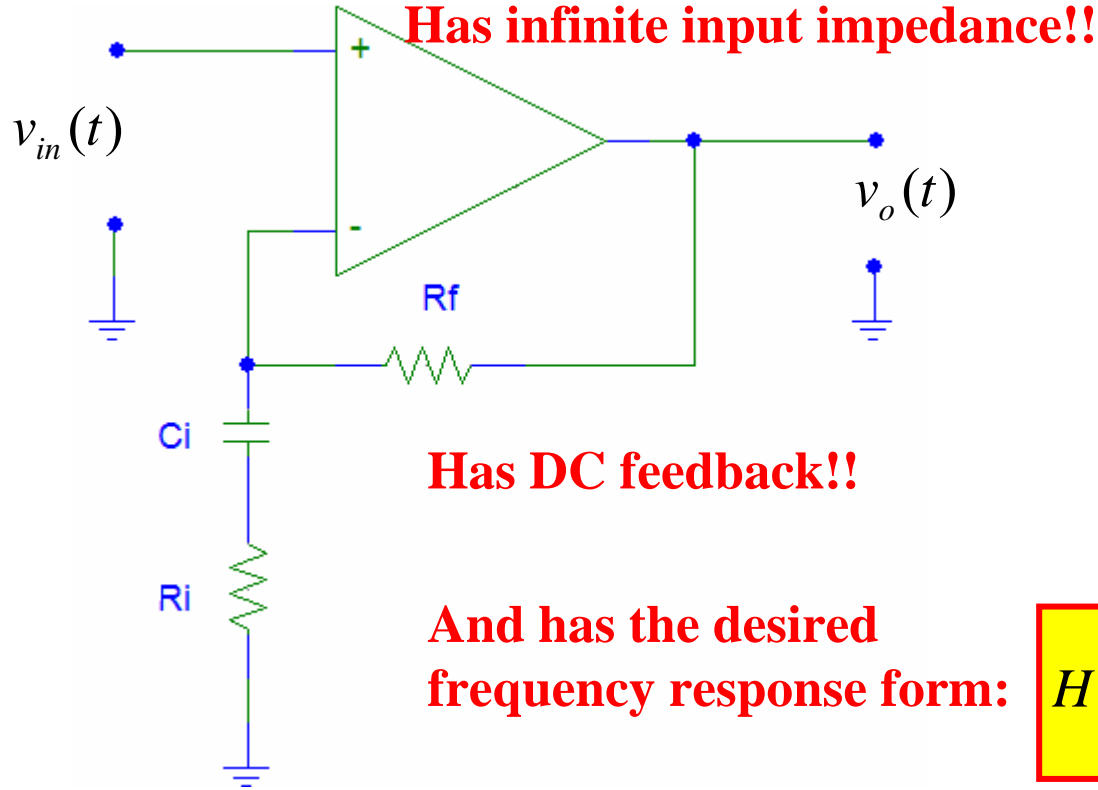 Has infinite input impedance!!
+
v_in(t)
v_o(t)
-
Rf
Ci
Has DC feedback!!
Ri
And has the desired
frequency response form: H